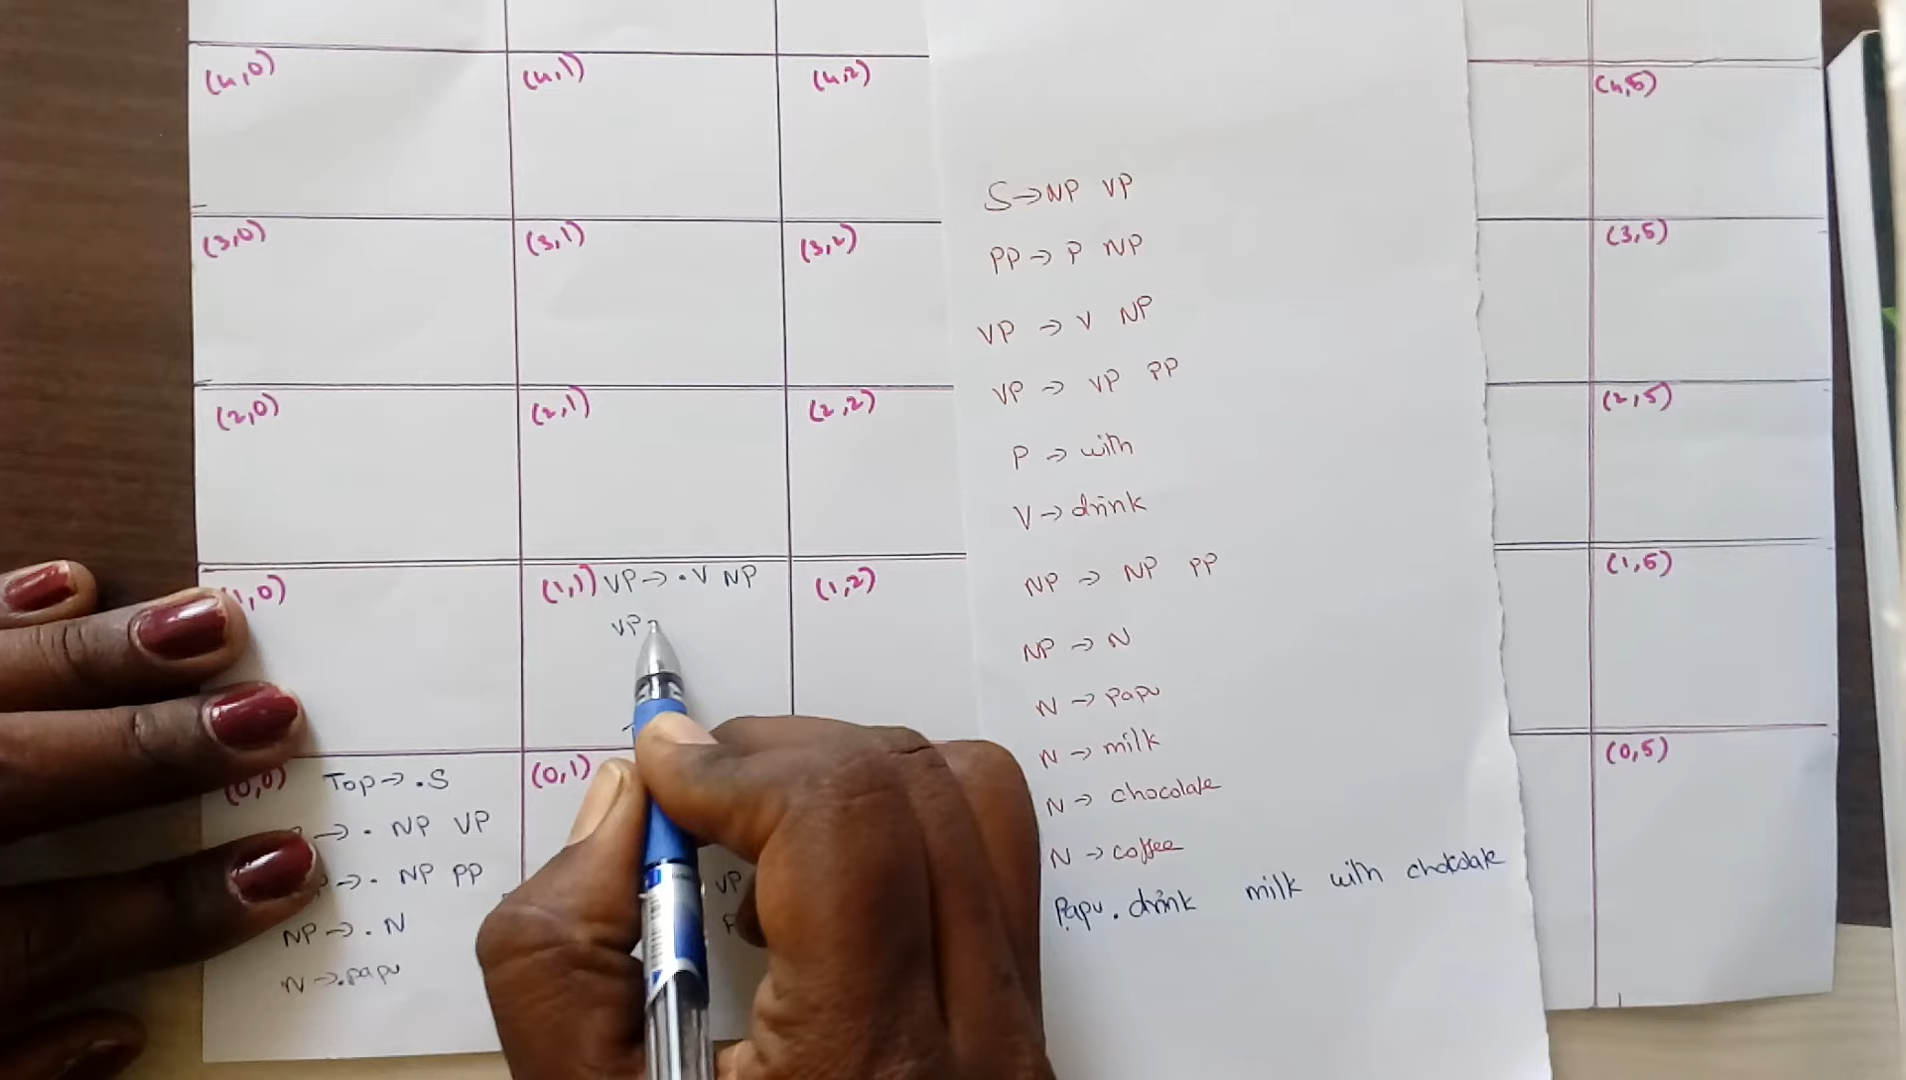 (4,0) (4,1) (4,2) (4,5)
(3,0) (3,1) (3,2) (3,5)
(2,0) (2,1) (2,2) (2,5)
(1,1) VP → . V NP (1,2) (1,5)
VP →
(0,0) Top → . S (0,1) (0,5)
→ . NP VP
→ . NP PP
NP → . N
N → . papu
VP
S → NP VP
PP → P NP
VP → V NP
VP → VP PP
P → with
V → drink
NP → NP PP
NP → N
N → papu
N → milk
N → chocolate
N → coffee
Papu . drink milk with chocolate